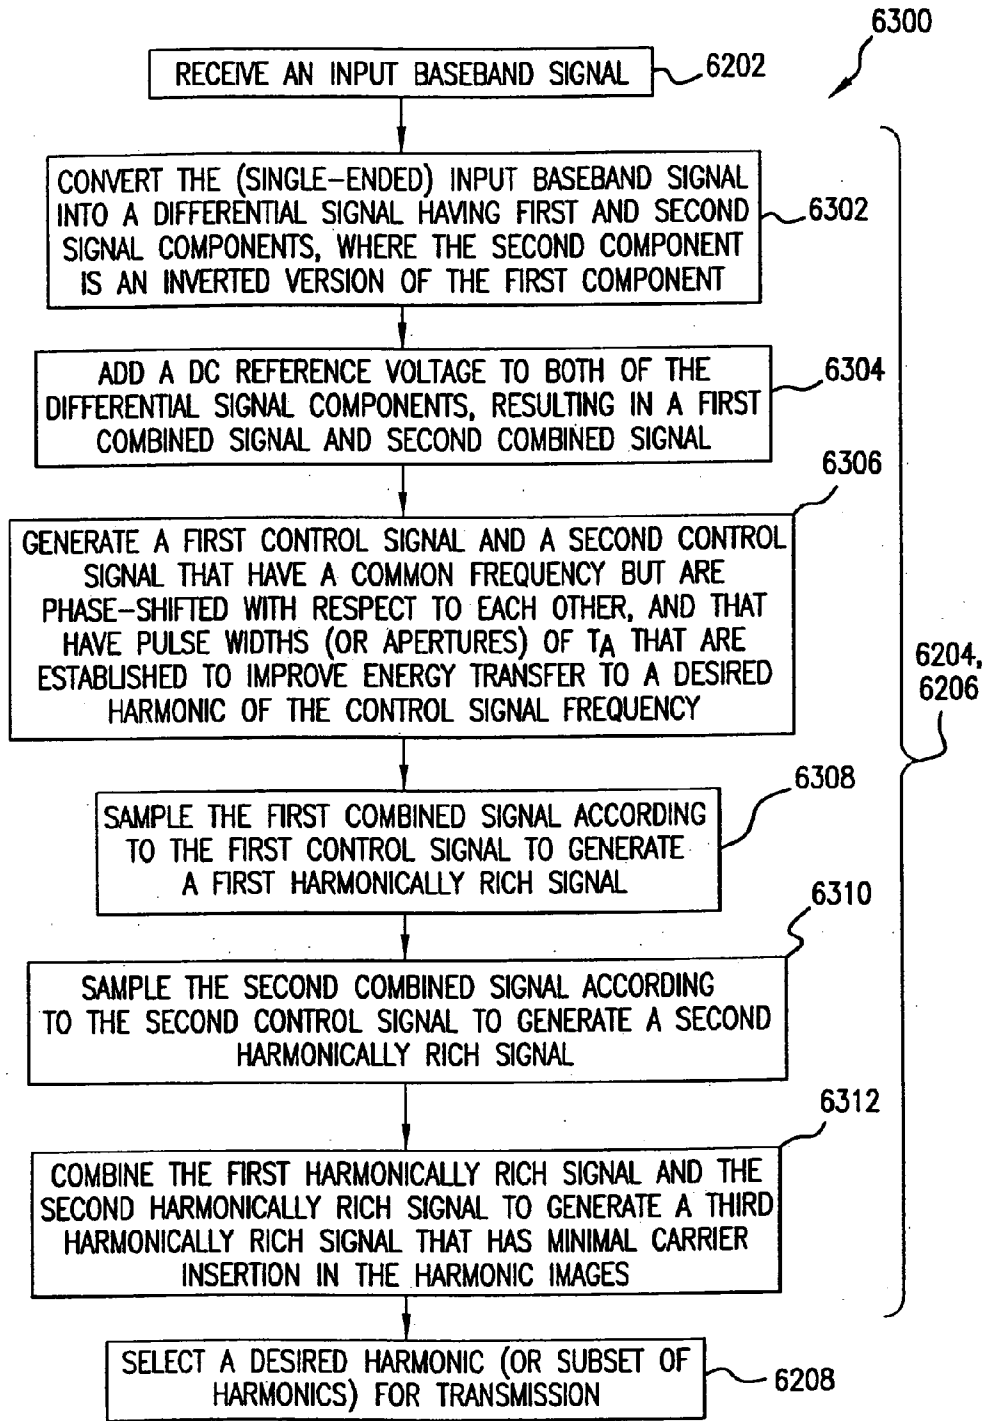 6300
RECEIVE AN INPUT BASEBAND SIGNAL
6202
CONVERT THE (SINGLE-ENDED) INPUT BASEBAND SIGNAL
INTO A DIFFERENTIAL SIGNAL HAVING FIRST AND SECOND
SIGNAL COMPONENTS, WHERE THE SECOND COMPONENT
IS AN INVERTED VERSION OF THE FIRST COMPONENT
6302
ADD A DC REFERENCE VOLTAGE TO BOTH OF THE
DIFFERENTIAL SIGNAL COMPONENTS, RESULTING IN A FIRST
COMBINED SIGNAL AND SECOND COMBINED SIGNAL
6304
6306
GENERATE A FIRST CONTROL SIGNAL AND A SECOND CONTROL
SIGNAL THAT HAVE A COMMON FREQUENCY BUT ARE
PHASE-SHIFTED WITH RESPECT TO EACH OTHER, AND THAT
HAVE PULSE WIDTHS (OR APERTURES) OF TA THAT ARE
ESTABLISHED TO IMPROVE ENERGY TRANSFER TO A DESIRED
HARMONIC OF THE CONTROL SIGNAL FREQUENCY
6204,
6206
6308
SAMPLE THE FIRST COMBINED SIGNAL ACCORDING
TO THE FIRST CONTROL SIGNAL TO GENERATE
A FIRST HARMONICALLY RICH SIGNAL
6310
SAMPLE THE SECOND COMBINED SIGNAL ACCORDING
TO THE SECOND CONTROL SIGNAL TO GENERATE A SECOND
HARMONICALLY RICH SIGNAL
6312
COMBINE THE FIRST HARMONICALLY RICH SIGNAL AND THE
SECOND HARMONICALLY RICH SIGNAL TO GENERATE A THIRD
HARMONICALLY RICH SIGNAL THAT HAS MINIMAL CARRIER
INSERTION IN THE HARMONIC IMAGES
SELECT A DESIRED HARMONIC (OR SUBSET OF
HARMONICS) FOR TRANSMISSION
6208